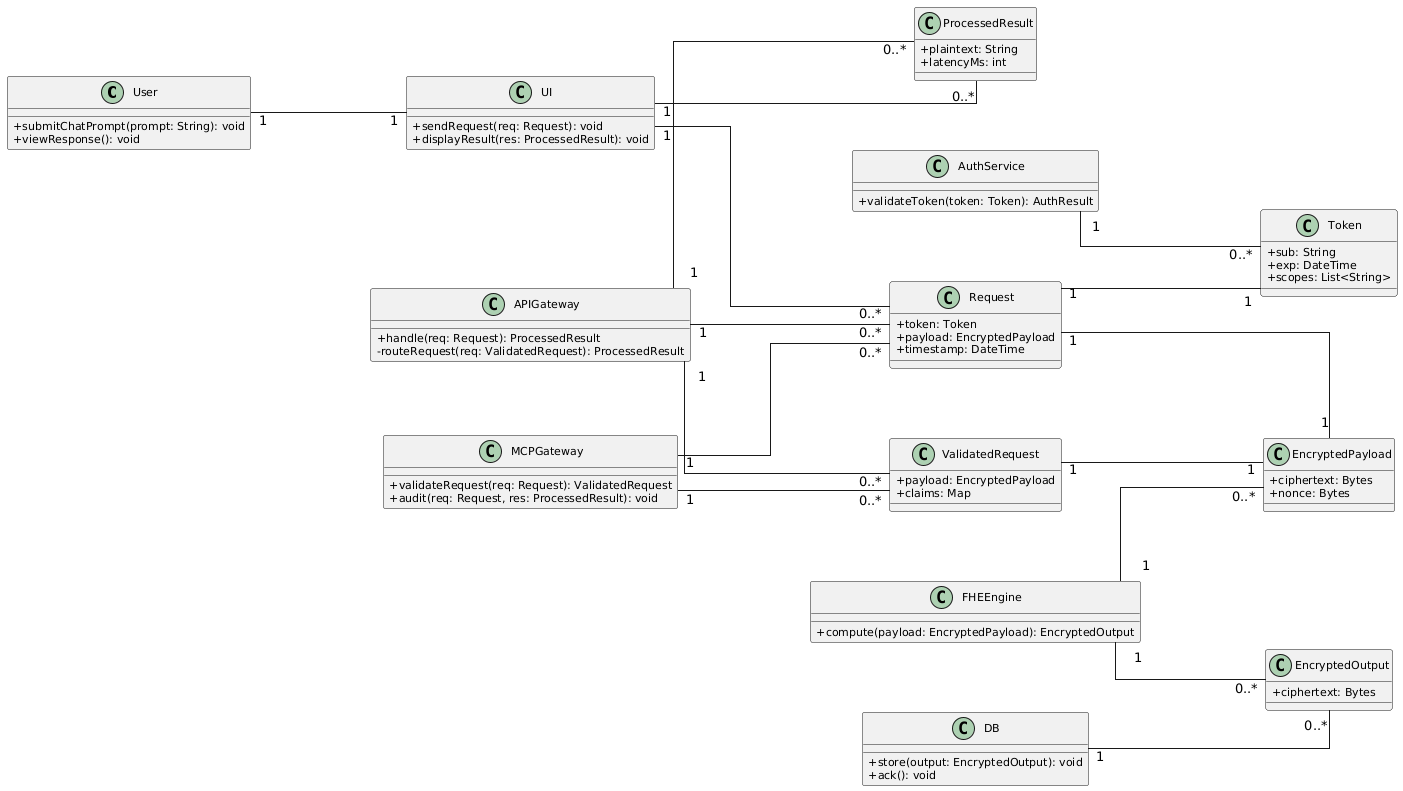 C ProcessedResult
+plaintext: String
+latencyMs: int
0..*
0..*
C User
+submitChatPrompt(prompt: String): void
+viewResponse(): void
1
1
C UI
+sendRequest(req: Request): void
+displayResult(res: ProcessedResult): void
1
1
C AuthService
+validateToken(token: Token): AuthResult
1
0..*
C Token
+sub: String
+exp: DateTime
+scopes: List<String>
1
C APIGateway
+handle(req: Request): ProcessedResult
-routeRequest(req: ValidatedRequest): ProcessedResult
1
1
0..*
0..*
0..*
C Request
+token: Token
+payload: EncryptedPayload
+timestamp: DateTime
1
1
1
1
C MCPGateway
+validateRequest(req: Request): ValidatedRequest
+audit(req: Request, res: ProcessedResult): void
1
1
0..*
0..*
C ValidatedRequest
+payload: EncryptedPayload
+claims: Map
1
1
C EncryptedPayload
+ciphertext: Bytes
+nonce: Bytes
0..*
1
C FHEEngine
+compute(payload: EncryptedPayload): EncryptedOutput
1
0..*
C EncryptedOutput
+ciphertext: Bytes
0..*
C DB
+store(output: EncryptedOutput): void
+ack(): void
1